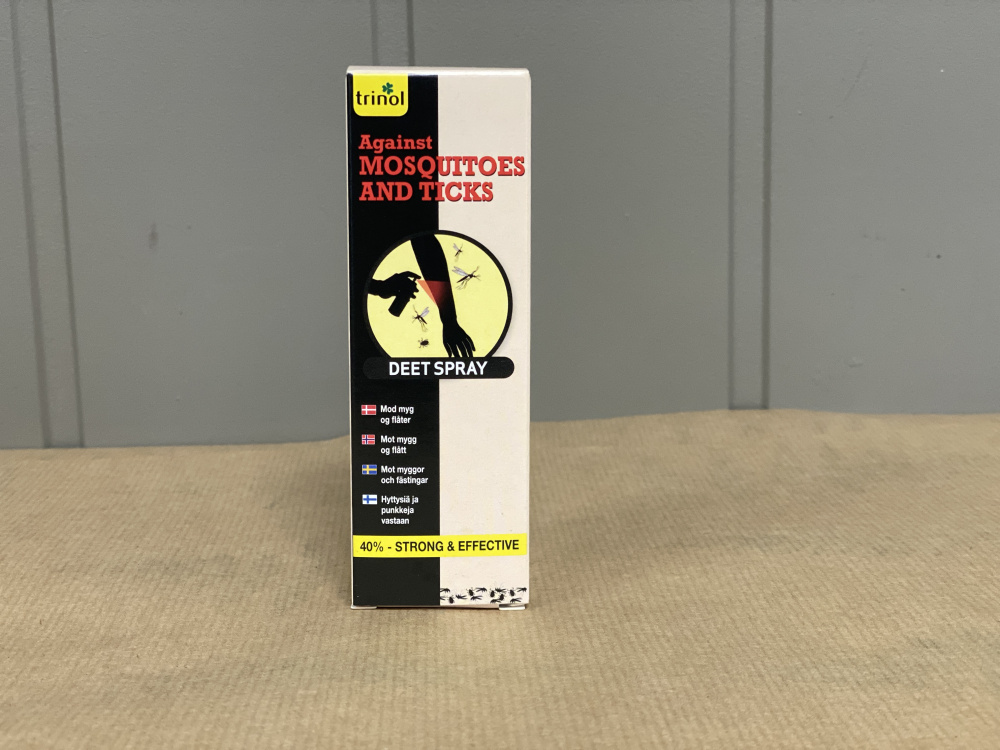 trinol
Against
MOSQUITOES
AND TICKS
DEET SPRAY
Mod myg
og flåter
Mot mygg
og flått
Mot myggor
och fästingar
Hyttysiä ja
punkkeja
vastaan
40% - STRONG & EFFECTIVE